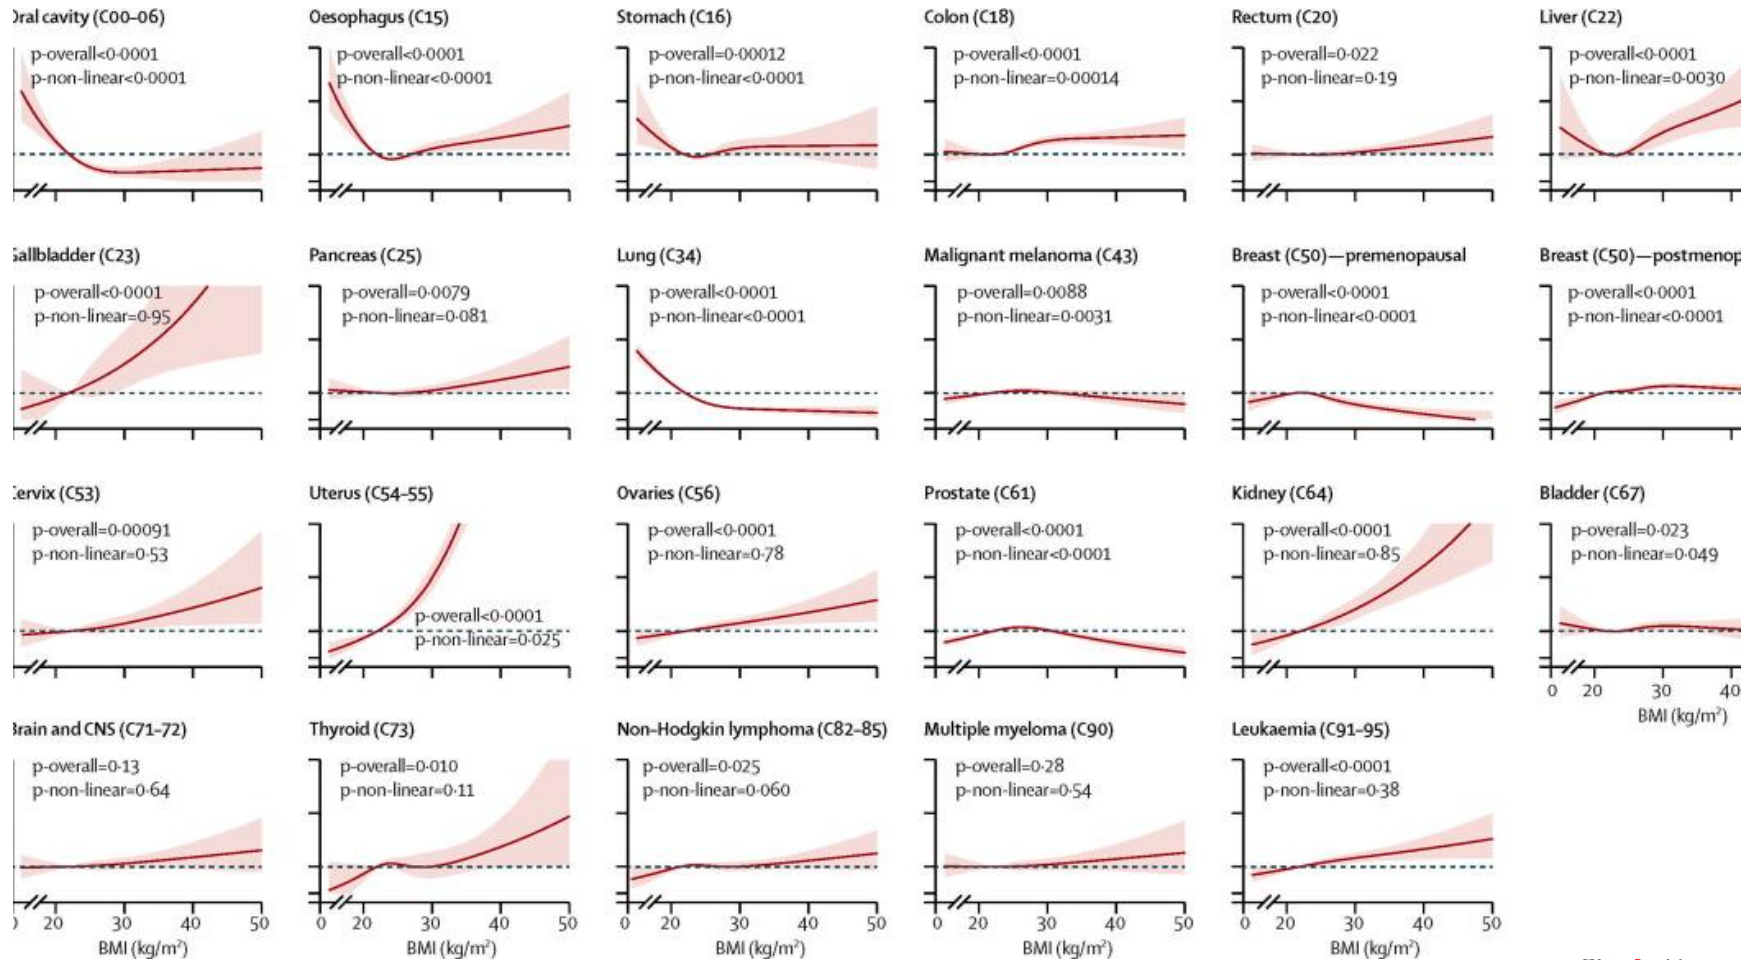 Oral cavity (C00–06)
p-overall<0·0001
p-non-linear<0·0001
Oesophagus (C15)
p-overall<0·0001
p-non-linear<0·0001
Stomach (C16)
p-overall=0·00012
p-non-linear<0·0001
Colon (C18)
p-overall<0·0001
p-non-linear=0·00014
Rectum (C20)
p-overall=0·022
p-non-linear=0·19
Liver (C22)
p-overall<0·0001
p-non-linear=0·0030
Gallbladder (C23)
p-overall<0·0001
p-non-linear=0·95
Pancreas (C25)
p-overall=0·0079
p-non-linear=0·081
Lung (C34)
p-overall<0·0001
p-non-linear<0·0001
Malignant melanoma (C43)
p-overall=0·0088
p-non-linear=0·0031
Breast (C50)—premenopausal
p-overall<0·0001
p-non-linear<0·0001
Breast (C50)—postmenop
p-overall<0·0001
p-non-linear<0·0001
Cervix (C53)
p-overall=0·00091
p-non-linear=0·53
Uterus (C54–55)
p-overall<0·0001
p-non-linear=0·025
Ovaries (C56)
p-overall<0·0001
p-non-linear=0·78
Prostate (C61)
p-overall<0·0001
p-non-linear<0·0001
Kidney (C64)
p-overall<0·0001
p-non-linear=0·85
Bladder (C67)
p-overall=0·023
p-non-linear=0·049
0 20 30 40
BMI (kg/m²)
Brain and CNS (C71–72)
p-overall=0·13
p-non-linear=0·64
0 20 30 40 50
BMI (kg/m²)
Thyroid (C73)
p-overall=0·010
p-non-linear=0·11
0 20 30 40 50
BMI (kg/m²)
Non-Hodgkin lymphoma (C82–85)
p-overall=0·025
p-non-linear=0·060
0 20 30 40 50
BMI (kg/m²)
Multiple myeloma (C90)
p-overall=0·28
p-non-linear=0·54
0 20 30 40 50
BMI (kg/m²)
Leukaemia (C91–95)
p-overall<0·0001
p-non-linear=0·38
0 20 30 40 50
BMI (kg/m²)